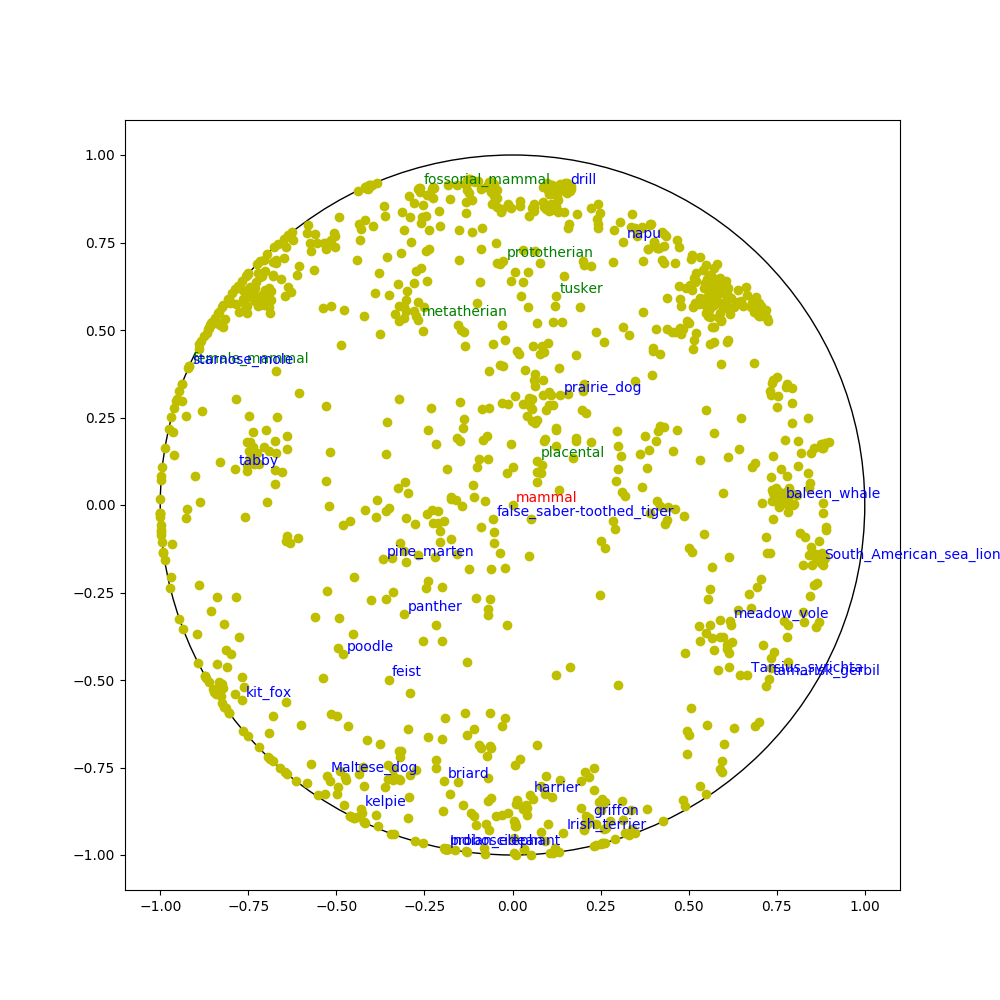 1.00
fossorial_mammal
drill
0.75
napu
prototherian
tusker
0.50
metatherian
female_mammal
starnose_mole
prairie_dog
0.25
placental
tabby
mammal
baleen_whale
0.00
false_saber-toothed_tiger
pine_marten
South_American_sea_lion
−0.25
panther
meadow_vole
poodle
Tarsius_syrichta
tamarisk_gerbil
feist
−0.50
kit_fox
−0.75
Maltese_dog
briard
harrier
kelpie
griffon
Irish_terrier
Indian_elephant
−1.00
−1.00 −0.75 −0.50 −0.25 0.00 0.25 0.50 0.75 1.00